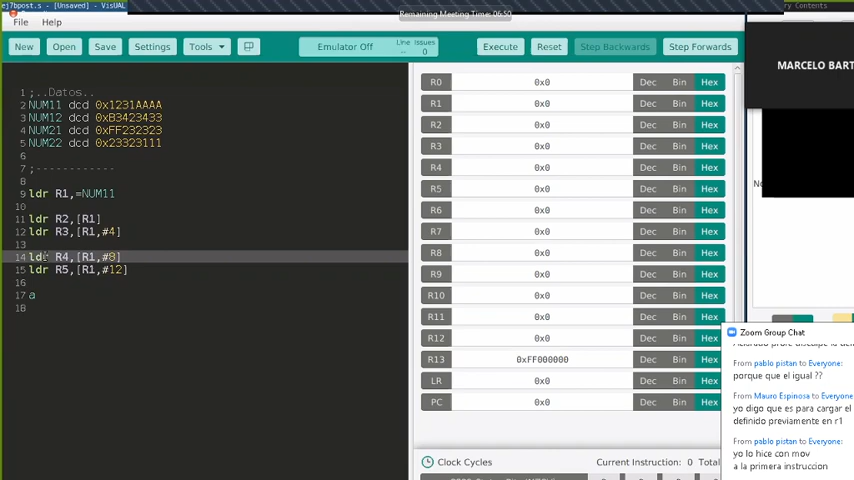 ej7bpost.s - [Unsaved] - VisUAL
Remaining Meeting Time: 06:50
y Contents
File Help
New Open Save Settings Tools Emulator Off Line Issues
-- 0
Execute Reset Step Backwards Step Forwards
MARCELO BART
1 ;..Datos..
2 NUM11 dcd 0x1231AAAA
3 NUM12 dcd 0xB3423433
4 NUM21 dcd 0xFF232323
5 NUM22 dcd 0x23323111
6
7 ;------------
8
9 ldr R1,=NUM11
10
11 ldr R2,[R1]
12 ldr R3,[R1,#4]
13
14 ldr R4,[R1,#8]
15 ldr R5,[R1,#12]
16
17 a
18
R0 0x0 Dec Bin Hex
R1 0x0 Dec Bin Hex
R2 0x0 Dec Bin Hex
R3 0x0 Dec Bin Hex
R4 0x0 Dec Bin Hex
R5 0x0 Dec Bin Hex
R6 0x0 Dec Bin Hex
R7 0x0 Dec Bin Hex
R8 0x0 Dec Bin Hex
R9 0x0 Dec Bin Hex
R10 0x0 Dec Bin Hex
R11 0x0 Dec Bin Hex
R12 0x0 Dec Bin Hex
R13 0xFF000000 Dec Bin Hex
LR 0x0 Dec Bin Hex
PC 0x0 Dec Bin Hex
Clock Cycles Current Instruction: 0 Total
No
Zoom Group Chat
From pablo pistan to Everyone:
porque que el igual ??
From Mauro Espinosa to Everyone
yo digo que es para cargar el
definido previamente en r1
From pablo pistan to Everyone:
yo lo hice con mov
a la primera instruccion